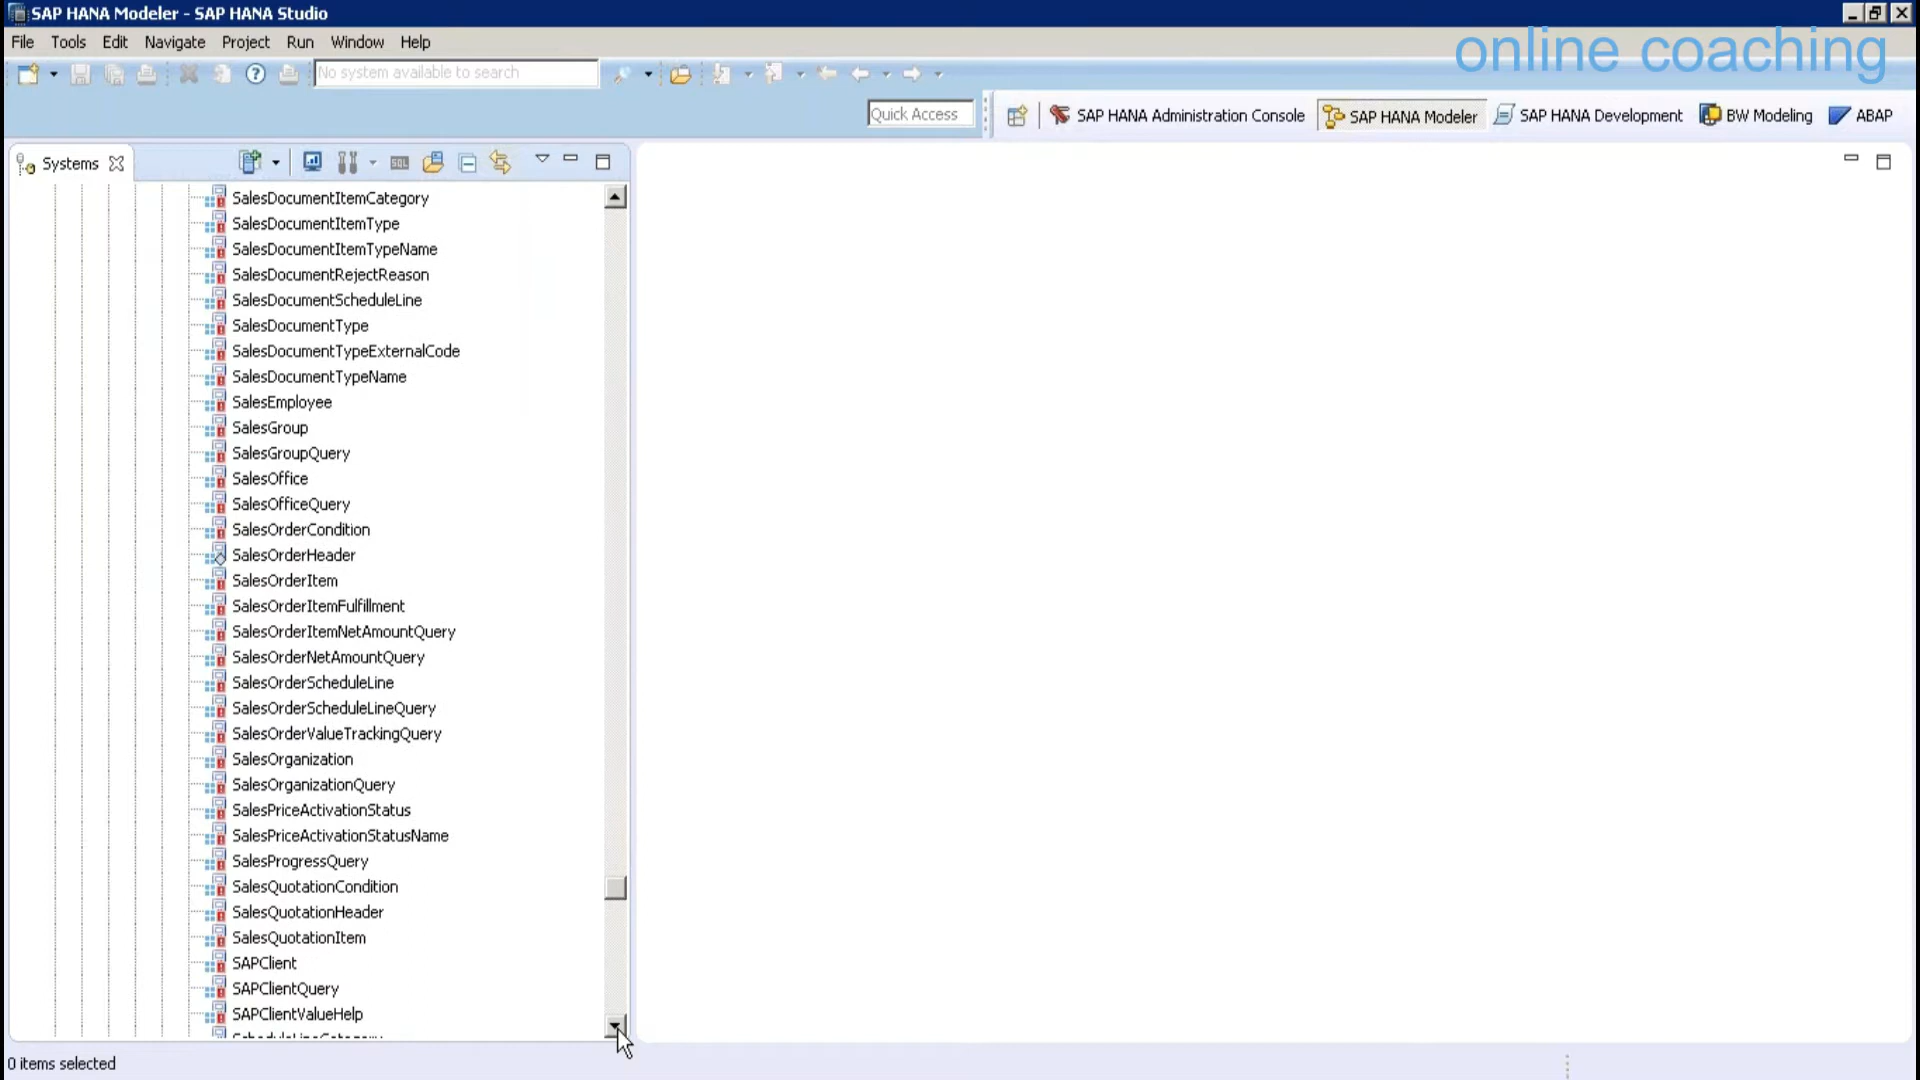 SAP HANA Modeler - SAP HANA Studio
File Tools Edit Navigate Project Run Window Help
online coaching
No system available to search
Quick Access
SAP HANA Administration Console
SAP HANA Modeler
SAP HANA Development
BW Modeling
ABAP
Systems
SQL
SalesDocumentItemCategory
SalesDocumentItemType
SalesDocumentItemTypeName
SalesDocumentRejectReason
SalesDocumentScheduleLine
SalesDocumentType
SalesDocumentTypeExternalCode
SalesDocumentTypeName
SalesEmployee
SalesGroup
SalesGroupQuery
SalesOffice
SalesOfficeQuery
SalesOrderCondition
SalesOrderHeader
SalesOrderItem
SalesOrderItemFulfillment
SalesOrderItemNetAmountQuery
SalesOrderNetAmountQuery
SalesOrderScheduleLine
SalesOrderScheduleLineQuery
SalesOrderValueTrackingQuery
SalesOrganization
SalesOrganizationQuery
SalesPriceActivationStatus
SalesPriceActivationStatusName
SalesProgressQuery
SalesQuotationCondition
SalesQuotationHeader
SalesQuotationItem
SAPClient
SAPClientQuery
SAPClientValueHelp
0 items selected